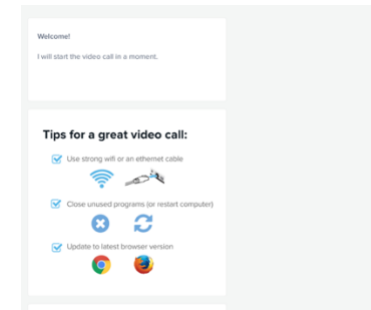 Welcome!
I will start the video call in a moment.
Tips for a great video call:
Use strong wifi or an ethernet cable
Close unused programs (or restart computer)
Update to latest browser version